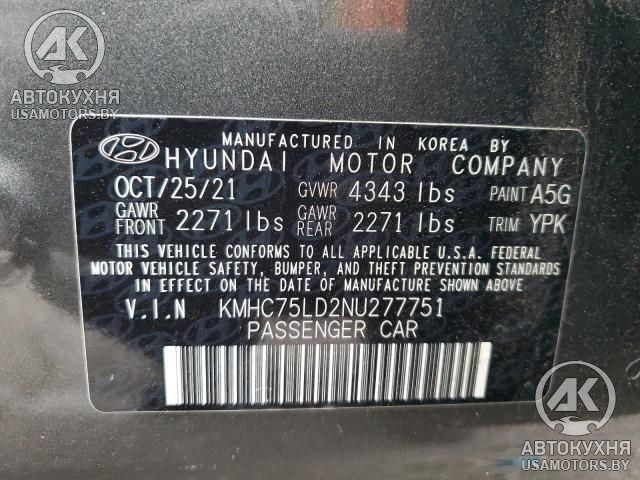 AK
АВТОКУХНЯ
USAMOTORS.BY
MANUFACTURED IN KOREA BY
HYUNDAI MOTOR COMPANY
OCT/25/21 GVWR 4343 lbs PAINT A5G
GAWR FRONT 2271 lbs GAWR REAR 2271 lbs TRIM YPK
THIS VEHICLE CONFORMS TO ALL APPLICABLE U.S.A. FEDERAL
MOTOR VEHICLE SAFETY, BUMPER, AND THEFT PREVENTION STANDARDS
IN EFFECT ON THE DATE OF MANUFACTURE SHOWN ABOVE.
V.I.N KMHC75LD2NU277751
PASSENGER CAR
AK
АВТОКУХНЯ
USAMOTORS.BY